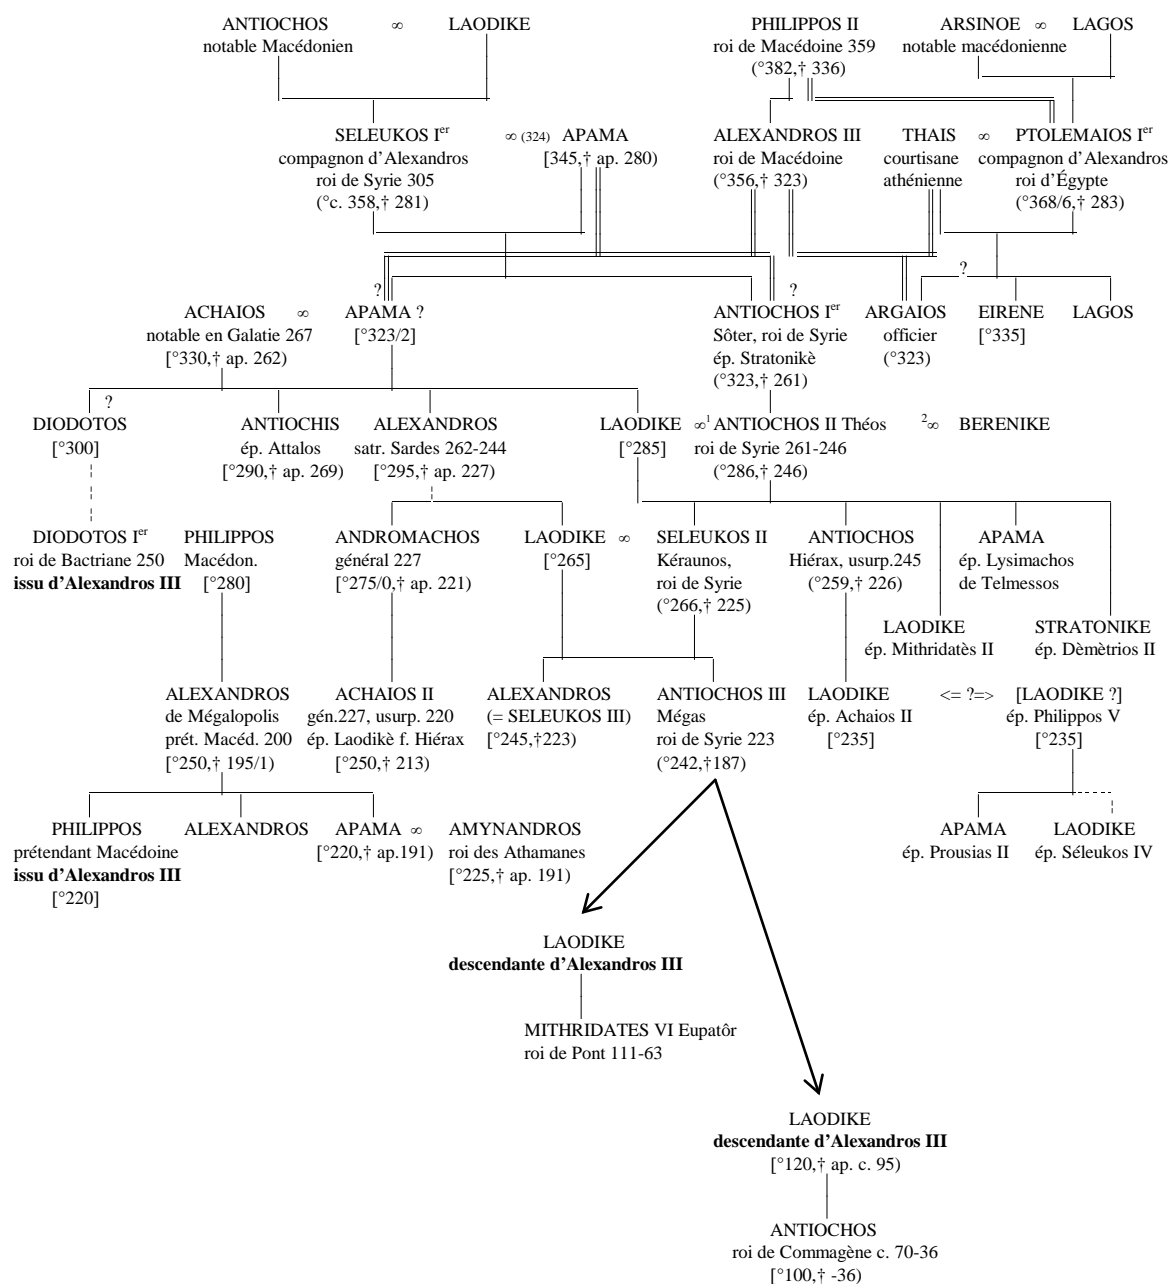 ANTIOCHOS ∞ LAODIKE
notable Macédonien
PHILIPPOS II
roi de Macédoine 359
(°382,† 336)
ARSINOE ∞ LAGOS
notable macédonienne
SELEUKOS Ier
compagnon d'Alexandros
roi de Syrie 305
(°c. 358,† 281)
∞ (324) APAMA
[345,† ap. 280)
ALEXANDROS III
roi de Macédoine
(°356,† 323)
THAIS ∞
courtisane
athénienne
PTOLEMAIOS Ier
compagnon d'Alexandros
roi d'Égypte
(°368/6,† 283)
ACHAIOS ∞
notable en Galatie 267
[°330,† ap. 262)
?
APAMA ?
[°323/2]
?
ANTIOCHOS Ier
Sôter, roi de Syrie
ép. Stratonikè
(°323,† 261)
ARGAIOS
officier
(°323)
?
EIRENE
[°335]
LAGOS
?
DIODOTOS
[°300]
ANTIOCHIS
ép. Attalos
[°290,† ap. 269)
ALEXANDROS
satr. Sardes 262-244
[°295,† ap. 227)
LAODIKE
[°285]
∞1 ANTIOCHOS II Théos 2∞ BERENIKE
roi de Syrie 261-246
(°286,† 246)
DIODOTOS Ier
roi de Bactriane 250
issu d'Alexandros III
PHILIPPOS
Macédon.
[°280]
ANDROMACHOS
général 227
[°275/0,† ap. 221)
LAODIKE ∞
[°265]
SELEUKOS II
Kéraunos,
roi de Syrie
(°266,† 225)
ANTIOCHOS
Hiérax, usurp.245
(°259,† 226)
APAMA
ép. Lysimachos
de Telmessos
LAODIKE
ép. Mithridatès II
STRATONIKE
ép. Dèmètrios II
ALEXANDROS
de Mégalopolis
prét. Macéd. 200
[°250,† 195/1)
ACHAIOS II
gén.227, usurp. 220
ép. Laodikè f. Hiérax
[°250,† 213)
ALEXANDROS
(= SELEUKOS III)
[°245,†223)
ANTIOCHOS III
Mégas
roi de Syrie 223
(°242,†187)
LAODIKE
ép. Achaios II
[°235]
<= ?=>
[LAODIKE ?]
ép. Philippos V
[°235]
PHILIPPOS
prétendant Macédoine
issu d'Alexandros III
[°220]
ALEXANDROS
APAMA ∞
[°220,† ap.191)
AMYNANDROS
roi des Athamanes
[°225,† ap. 191)
APAMA
ép. Prousias II
LAODIKE
ép. Séleukos IV
LAODIKE
descendante d'Alexandros III
MITHRIDATES VI Eupatôr
roi de Pont 111-63
LAODIKE
descendante d'Alexandros III
[°120,† ap. c. 95)
ANTIOCHOS
roi de Commagène c. 70-36
[°100,† -36)